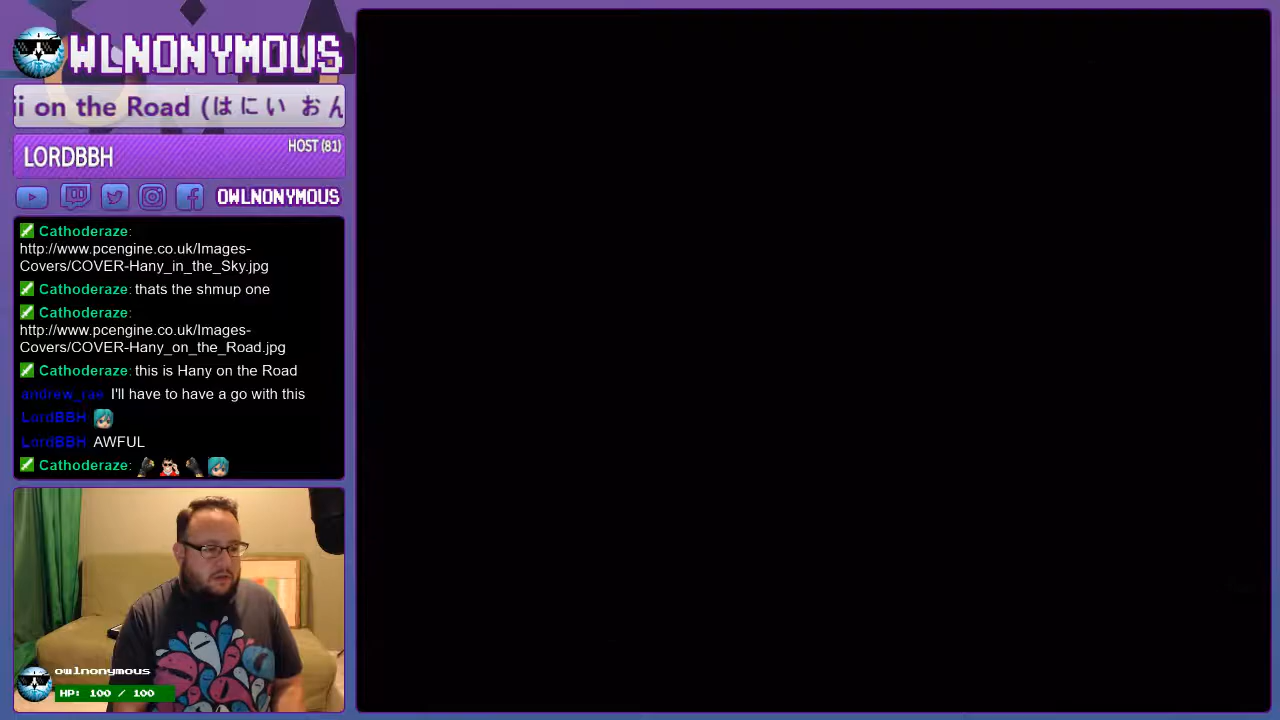 OWLNONYMOUS
ii on the Road (はにい おん
LORDBBH
HOST (81)
OWLNONYMOUS
Cathoderaze:
http://www.pcengine.co.uk/Images-
Covers/COVER-Hany_in_the_Sky.jpg
Cathoderaze: thats the shmup one
Cathoderaze:
http://www.pcengine.co.uk/Images-
Covers/COVER-Hany_on_the_Road.jpg
Cathoderaze: this is Hany on the Road
andrew_rae I'll have to have a go with this
LordBBH
LordBBH AWFUL
Cathoderaze:
owlnonymous
HP: 100 / 100